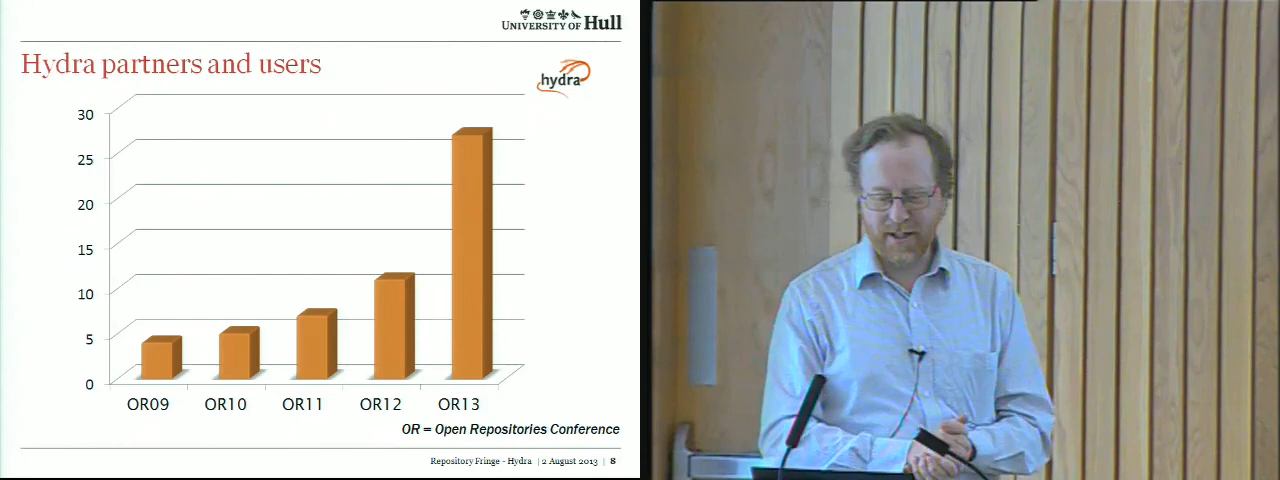 UNIVERSITY OF Hull
Hydra partners and users
hydra
30
25
20
15
10
5
0
OR09 OR10 OR11 OR12 OR13
OR = Open Repositories Conference
Repository Fringe - Hydra | 2 August 2013 | 8